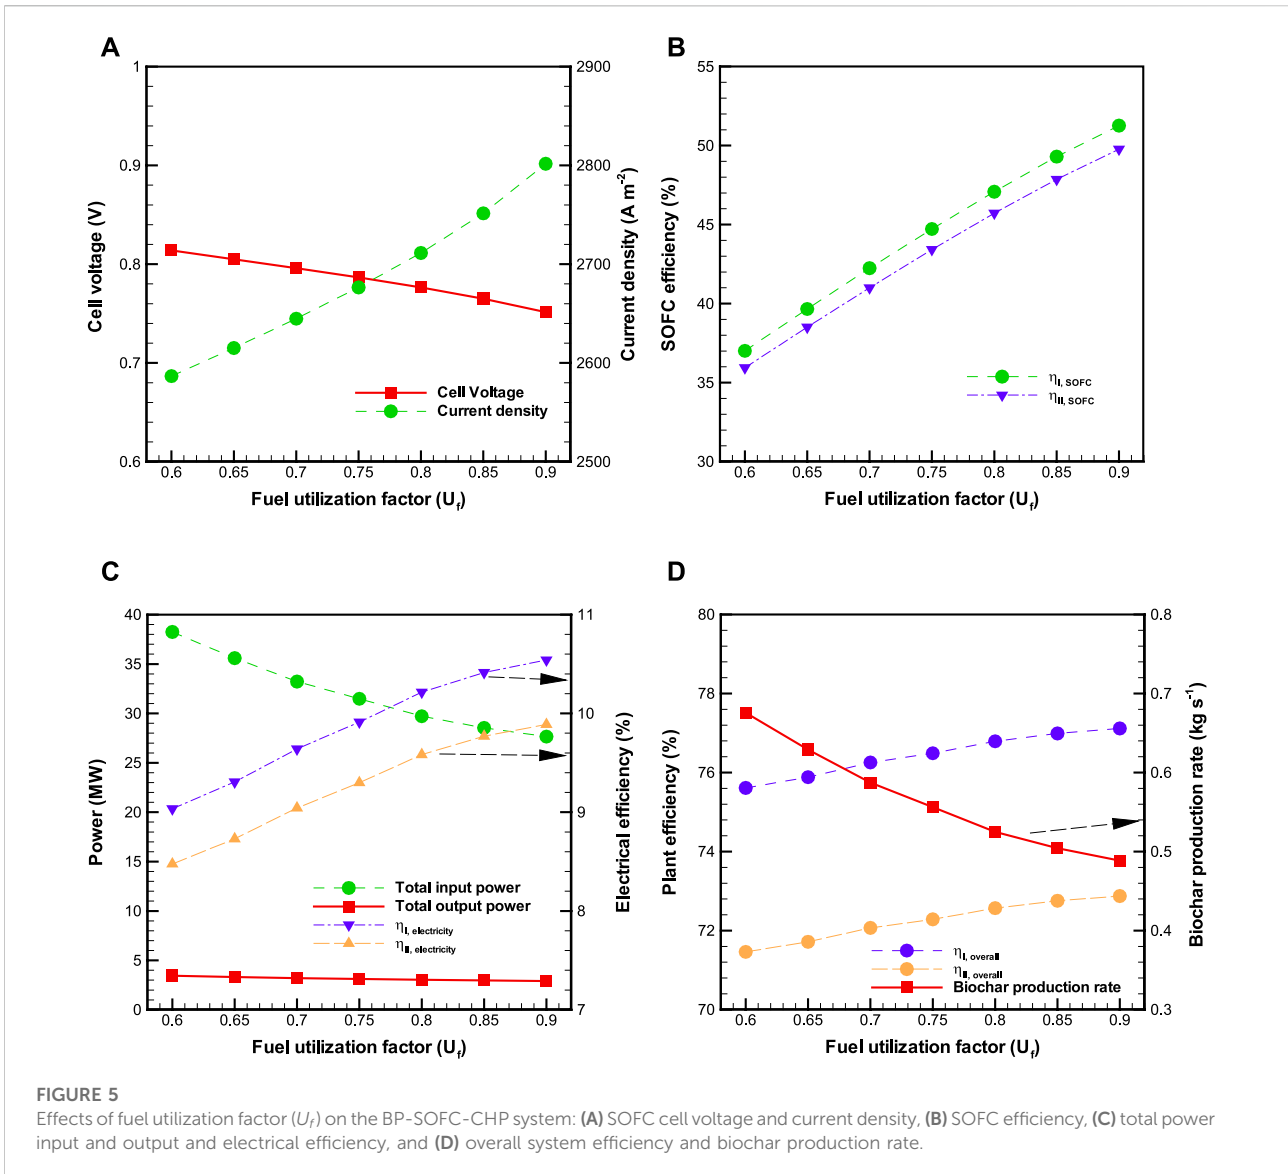 A
1
0.9
0.8
0.7
0.6
Cell voltage (V)
2900
2800
2700
2600
2500
Current density (A m-2)
Cell Voltage
Current density
0.6 0.65 0.7 0.75 0.8 0.85 0.9
Fuel utilization factor (Uf)
B
55
50
45
40
35
30
SOFC efficiency (%)
ηI, SOFC
ηII, SOFC
0.6 0.65 0.7 0.75 0.8 0.85 0.9
Fuel utilization factor (Uf)
C
40
35
30
25
20
15
10
5
0
Power (MW)
11
10
9
8
7
Electrical efficiency (%)
Total input power
Total output power
ηI, electricity
ηII, electricity
0.6 0.65 0.7 0.75 0.8 0.85 0.9
Fuel utilization factor (Uf)
D
80
78
76
74
72
70
Plant efficiency (%)
0.8
0.7
0.6
0.5
0.4
0.3
Biochar production rate (kg s-1)
ηI, overall
ηII, overall
Biochar production rate
0.6 0.65 0.7 0.75 0.8 0.85 0.9
Fuel utilization factor (Uf)
FIGURE 5
Effects of fuel utilization factor (Uf) on the BP-SOFC-CHP system: (A) SOFC cell voltage and current density, (B) SOFC efficiency, (C) total power
input and output and electrical efficiency, and (D) overall system efficiency and biochar production rate.